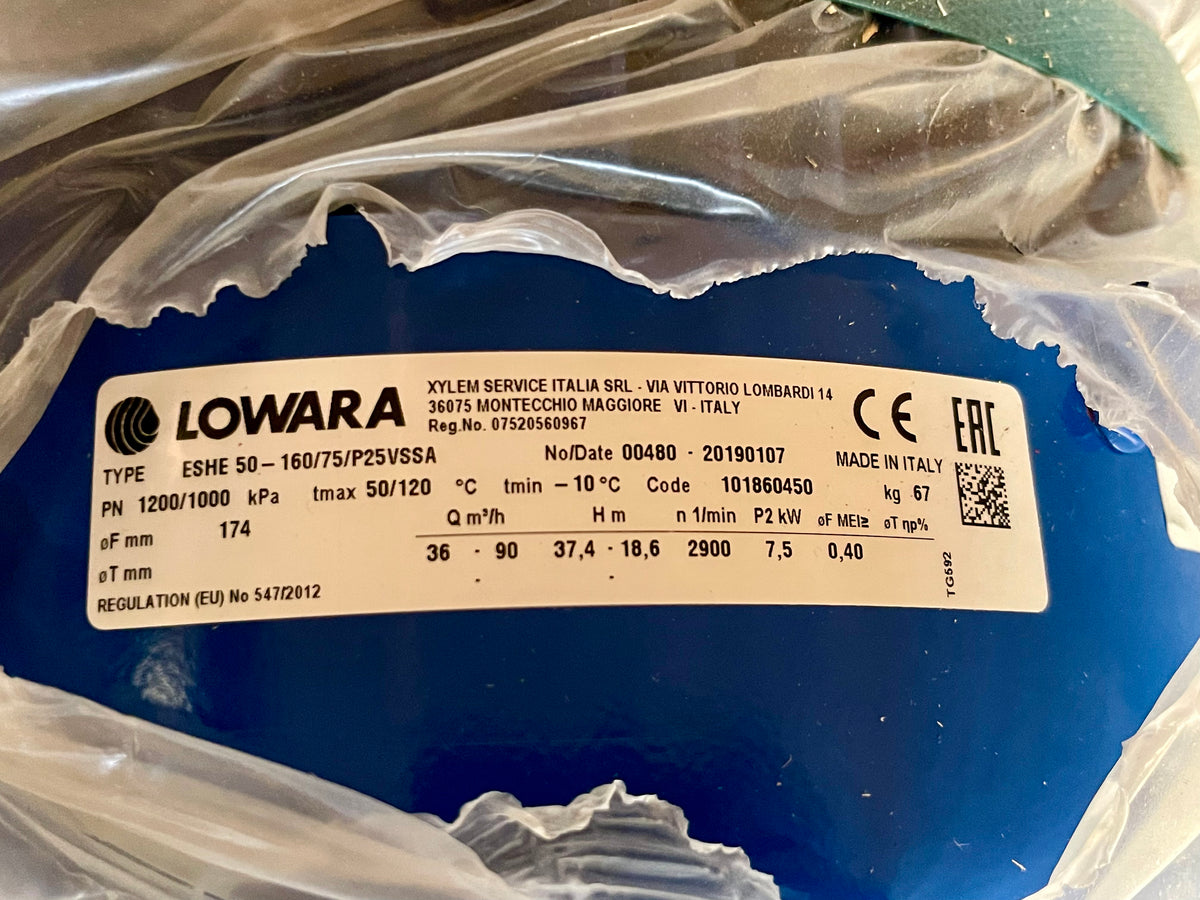 LOWARA
XYLEM SERVICE ITALIA SRL - VIA VITTORIO LOMBARDI 14
36075 MONTECCHIO MAGGIORE VI - ITALY
Reg.No. 07520560967
CE
EAC
TYPE ESHE 50-160/75/P25VSSA No/Date 00480 - 20190107 MADE IN ITALY
PN 1200/1000 kPa tmax 50/120 °C tmin -10 °C Code 101860450 kg 67
øF mm 174 Q m³/h H m n 1/min P2 kW øF MEI≥ øT ηp%
36 - 90 37,4 - 18,6 2900 7,5 0,40
øT mm - -
REGULATION (EU) No 547/2012
TG592